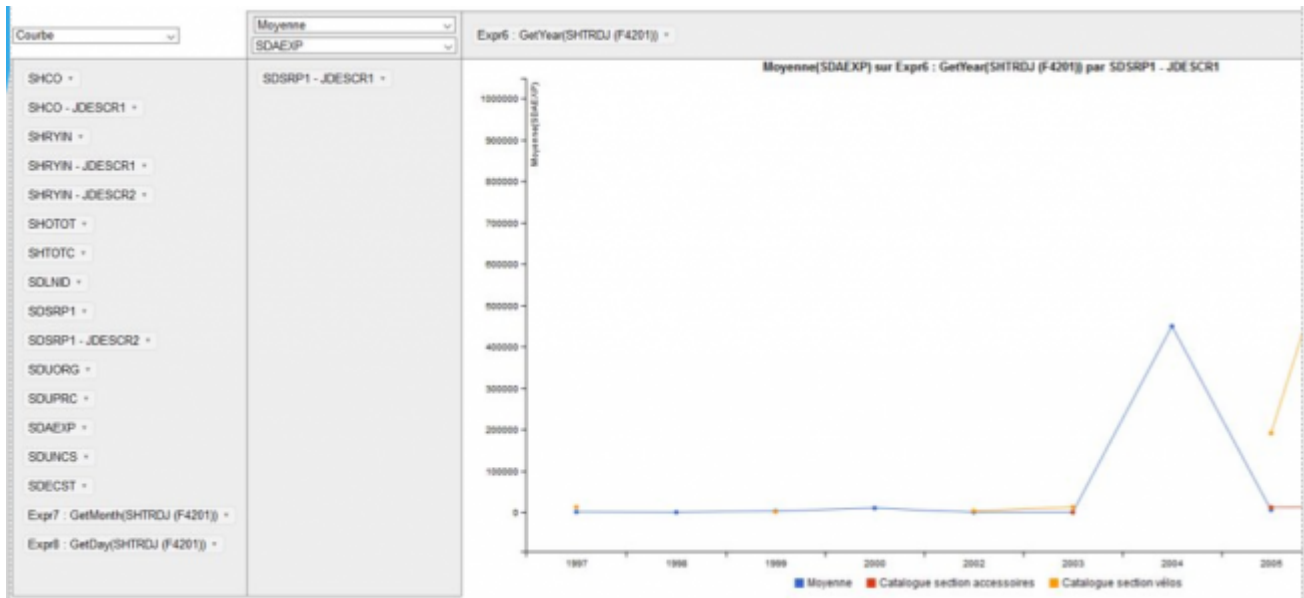 Courbe
Moyenne
SDAEXP
Expr6 : GetYear(SHTRDJ (F4201))
SHCO
SHCO - JDESCR1
SHRYIN
SHRYIN - JDESCR1
SHRYIN - JDESCR2
SHOTOT
SHTOTC
SDLNID
SDSRP1
SDSRP1 - JDESCR2
SDUORG
SDUPRC
SDAEXP
SDUNCS
SDECST
Expr7 : GetMonth(SHTRDJ (F4201))
Expr8 : GetDay(SHTRDJ (F4201))
SDSRP1 - JDESCR1
Moyenne(SDAEXP) sur Expr6 : GetYear(SHTRDJ (F4201)) par SDSRP1 - JDESCR1
Moyenne(SDAEXP)
1000000
900000
800000
700000
600000
500000
400000
300000
200000
100000
0
1997 1998 1999 2000 2002 2003 2004 2005
Moyenne Catalogue section accessoires Catalogue section vélos